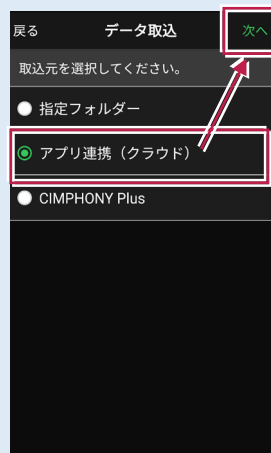 戻る データ取込 次へ
取込元を選択してください。
指定フォルダー
アプリ連携（クラウド）
CIMPHONY Plus